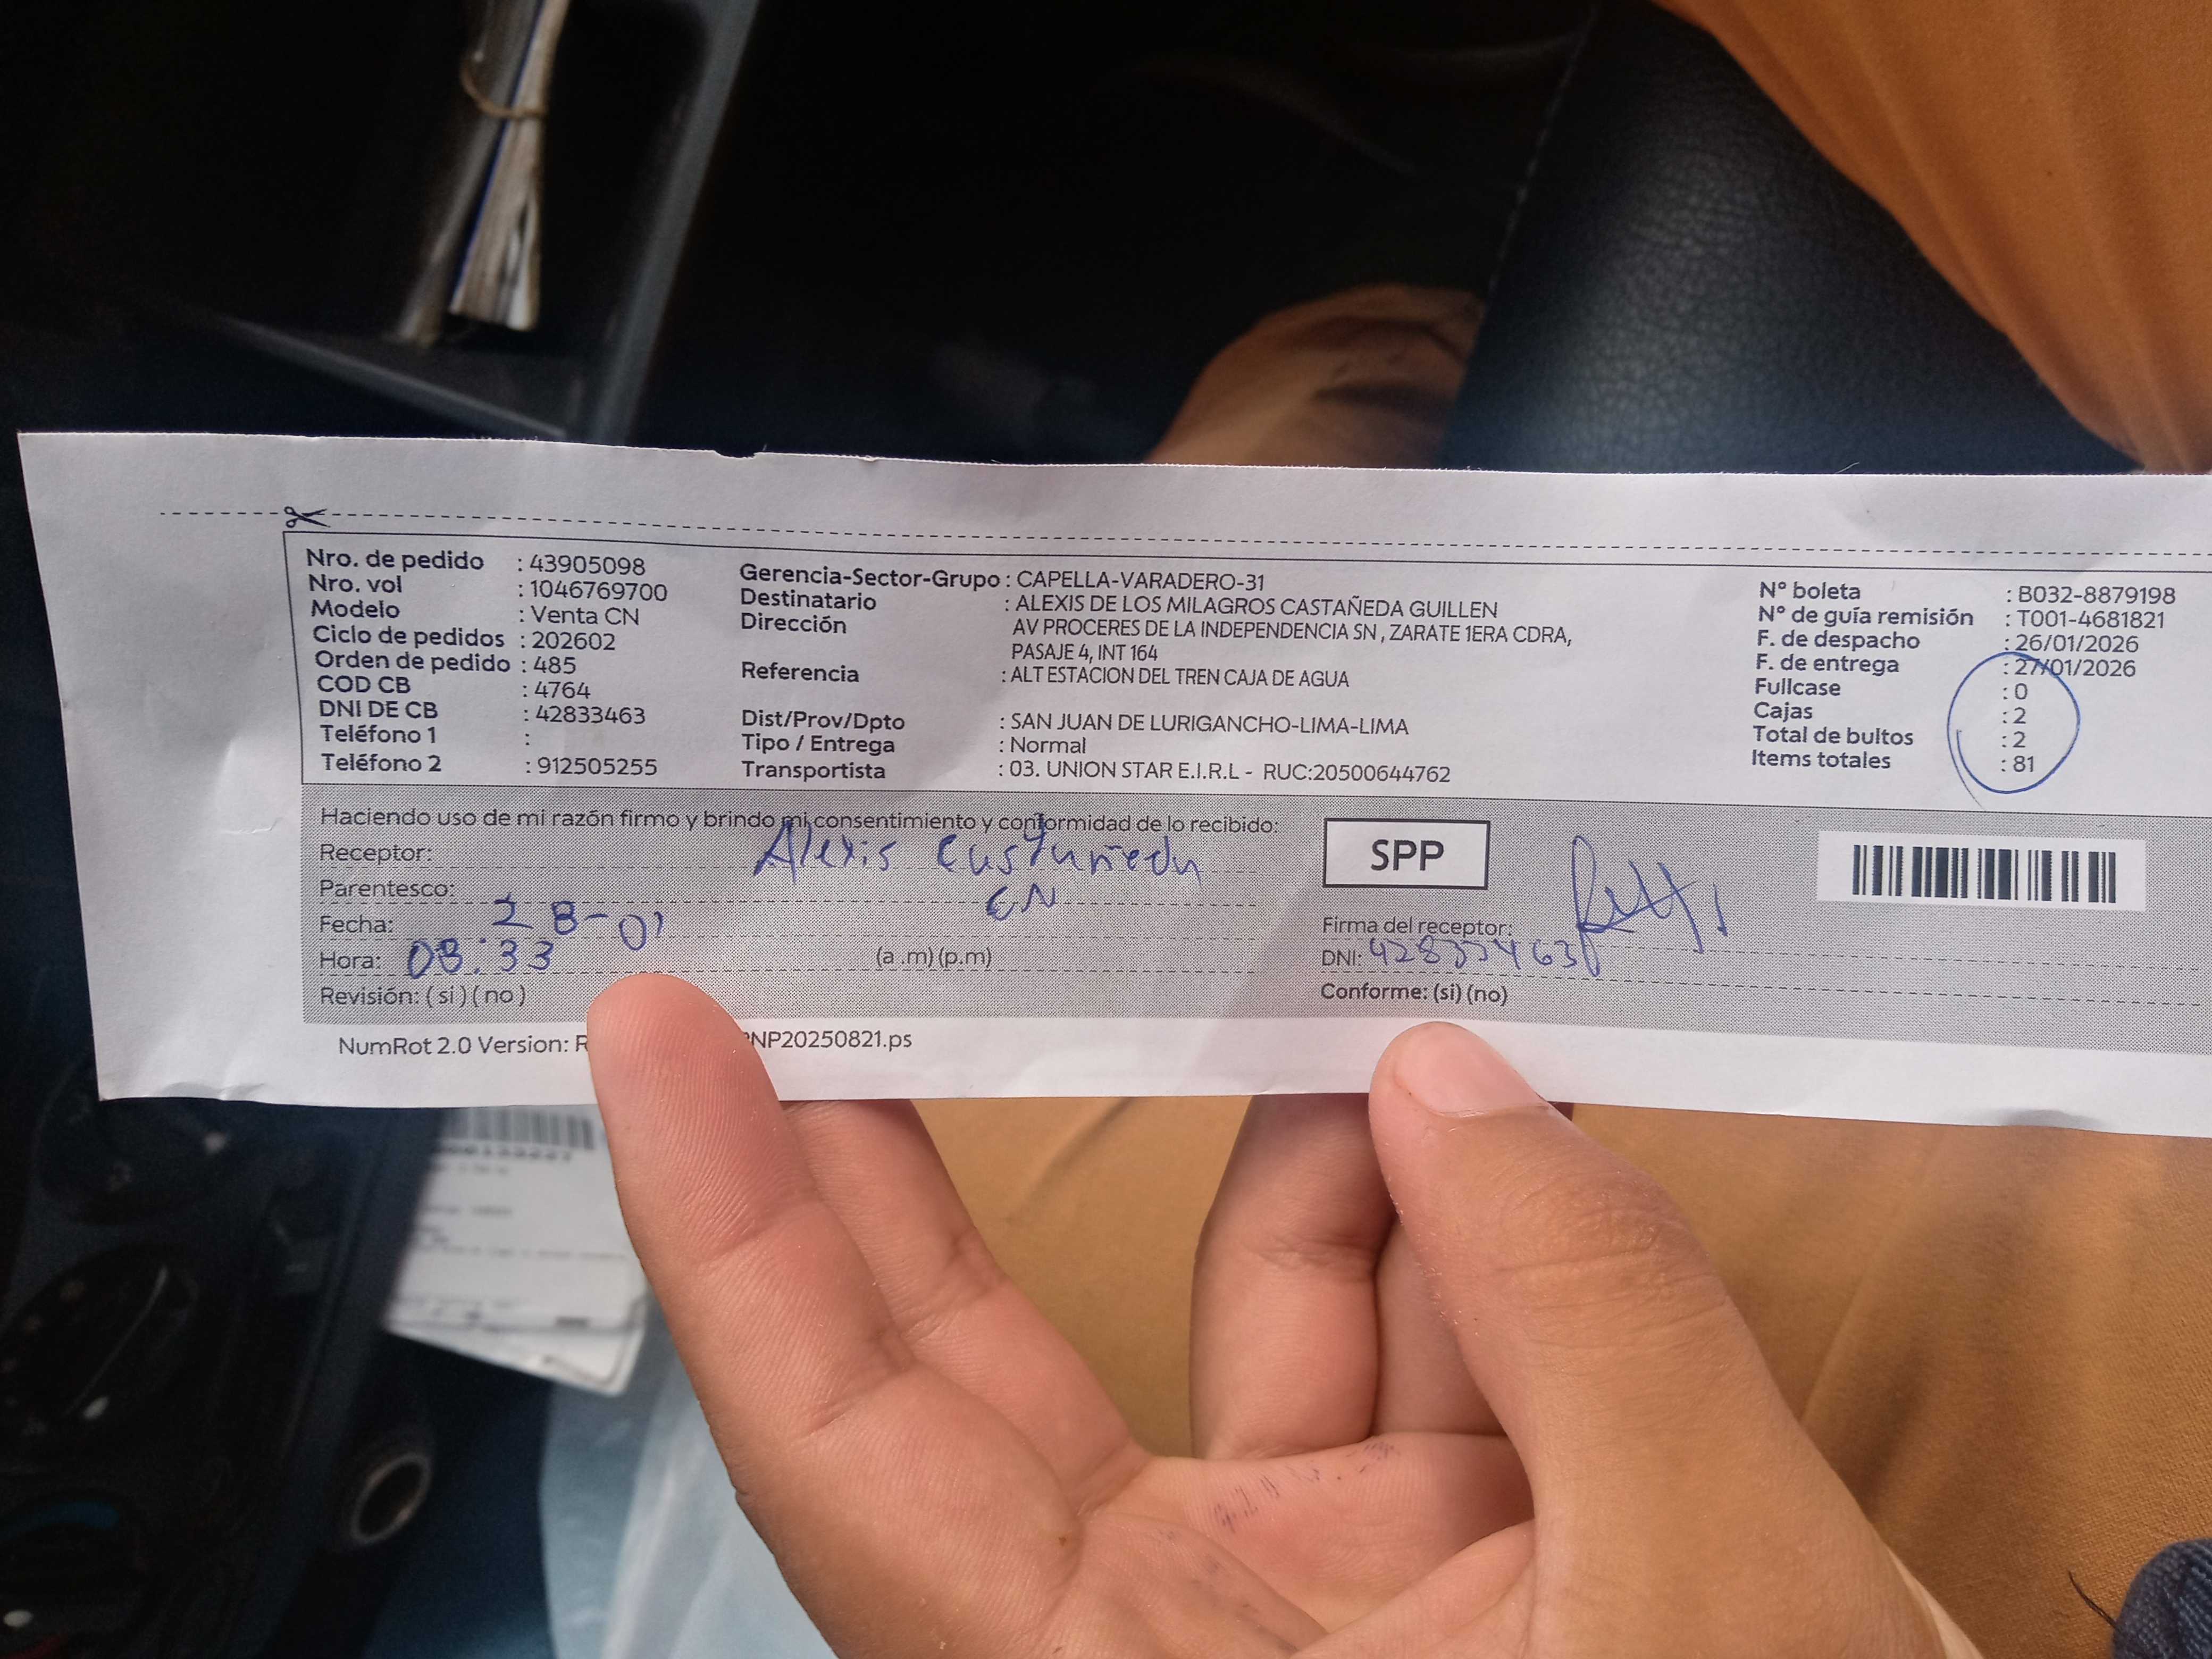 Nro. de pedido : 43905098
Nro. vol : 1046769700
Modelo : Venta CN
Ciclo de pedidos : 202602
Orden de pedido : 485
COD CB : 4764
DNI DE CB : 42833463
Teléfono 1 :
Teléfono 2 : 912505255
Gerencia-Sector-Grupo : CAPELLA-VARADERO-31
Destinatario : ALEXIS DE LOS MILAGROS CASTAÑEDA GUILLEN
Dirección AV PROCERES DE LA INDEPENDENCIA SN , ZARATE 1ERA CDRA,
PASAJE 4, INT 164
Referencia : ALT ESTACION DEL TREN CAJA DE AGUA
Dist/Prov/Dpto : SAN JUAN DE LURIGANCHO-LIMA-LIMA
Tipo / Entrega : Normal
Transportista : 03. UNION STAR E.I.R.L - RUC:20500644762
N° boleta : B032-8879198
N° de guía remisión : T001-4681821
F. de despacho : 26/01/2026
F. de entrega : 27/01/2026
Fullcase : 0
Cajas : 2
Total de bultos : 2
Items totales : 81
Haciendo uso de mi razón firmo y brindo mi consentimiento y conformidad de lo recibido:
Receptor: Alexis Castañeda
Parentesco: CN
Fecha: 28-01
Hora: 08:33 (a .m) (p.m)
Revisión: ( si ) ( no )
SPP
Firma del receptor:
DNI:
Conforme: (si) (no)
NumRot 2.0 Version: NP20250821.ps